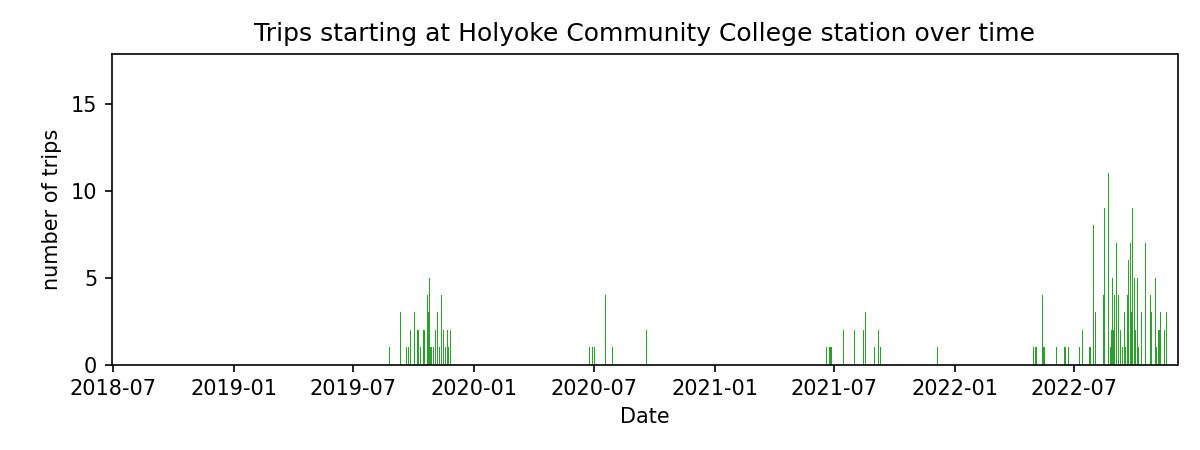 Trips starting at Holyoke Community College station over time
number of trips
15
10
5
0
2018-07 2019-01 2019-07 2020-01 2020-07 2021-01 2021-07 2022-01 2022-07
Date